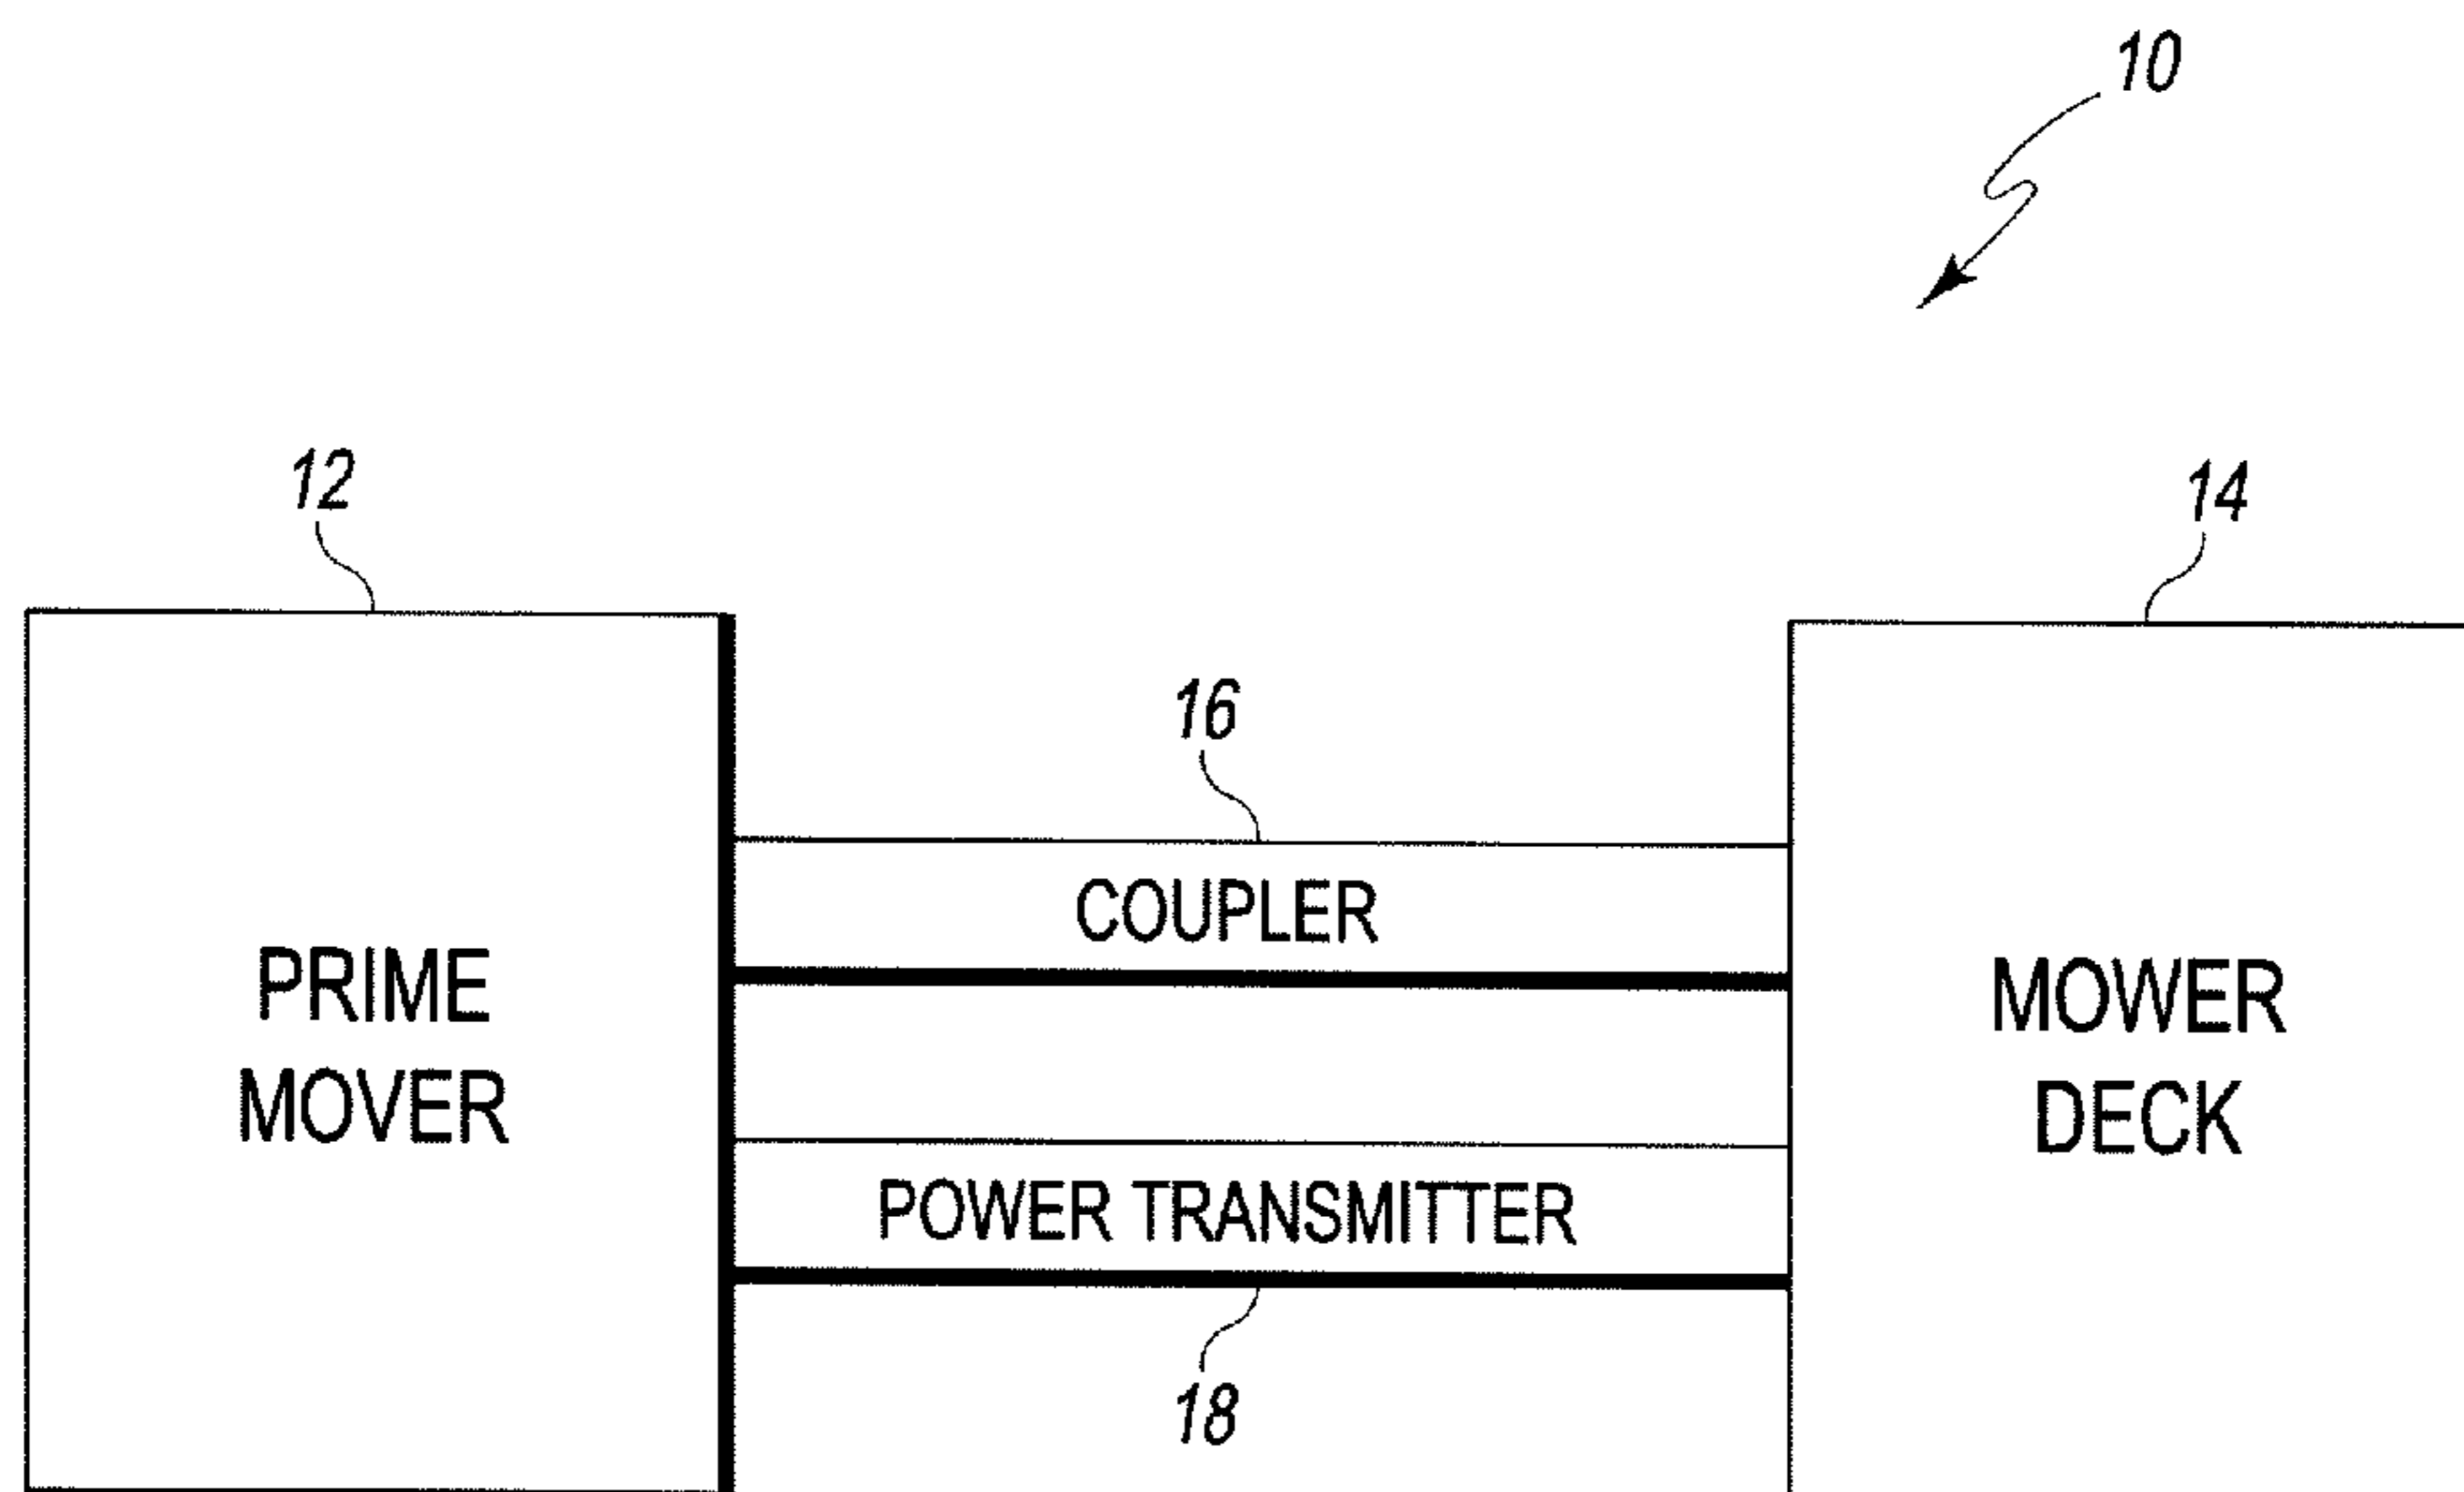 10
12
14
16
COUPLER
PRIME
MOVER
MOWER
DECK
POWER TRANSMITTER
18